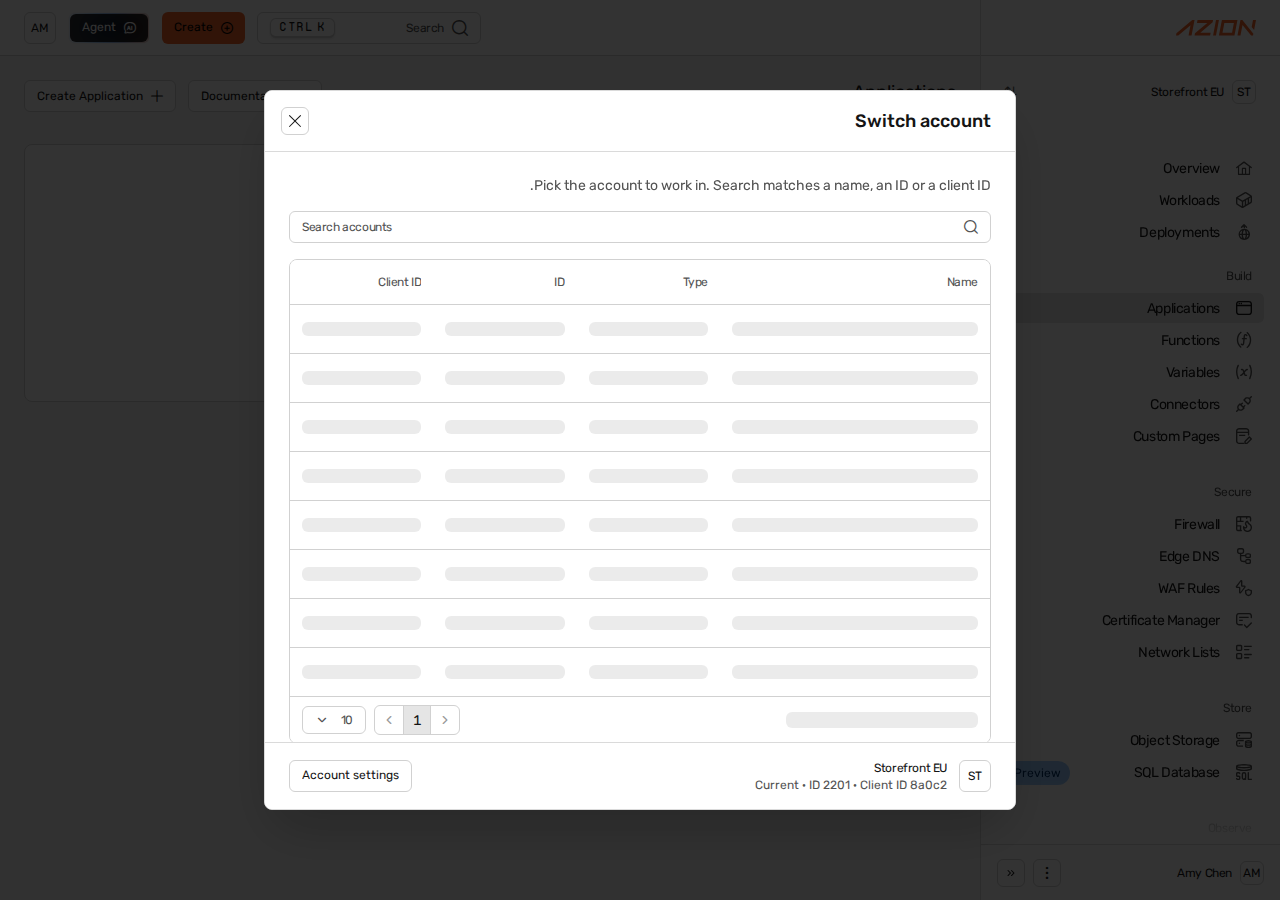 AM
Agent
Create
CTRL K
Search
AZION
Create Application
Storefront EU
ST
Switch account
.Pick the account to work in. Search matches a name, an ID or a client ID
Search accounts
Client ID
ID
Type
Name
10
1
Account settings
Storefront EU
Current • ID 2201 • Client ID 8a0c2
ST
Overview
Workloads
Deployments
Build
Applications
Functions
Variables
Connectors
Custom Pages
Secure
Firewall
Edge DNS
WAF Rules
Certificate Manager
Network Lists
Store
Object Storage
SQL Database
Preview
Observe
Amy Chen
AM